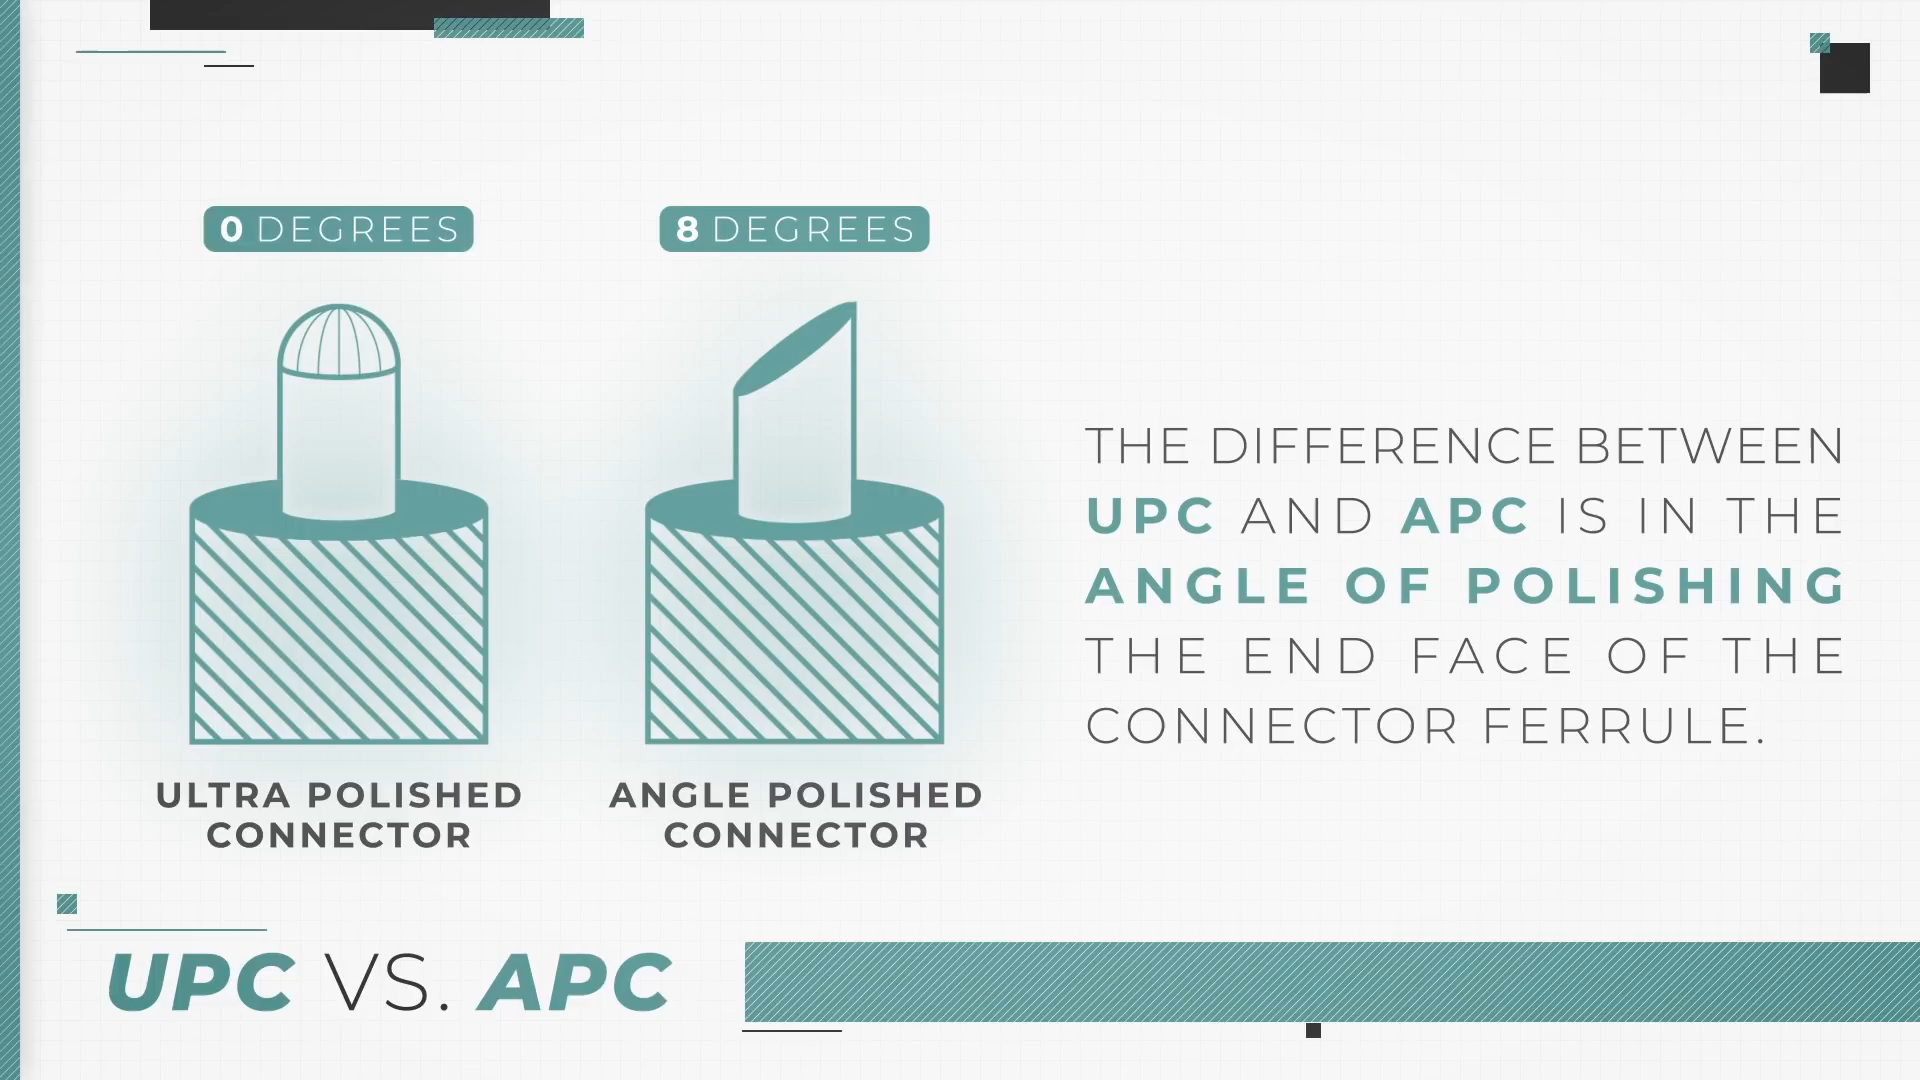 0 DEGREES
8 DEGREES
ULTRA POLISHED
CONNECTOR
ANGLE POLISHED
CONNECTOR
THE DIFFERENCE BETWEEN
UPC AND APC IS IN THE
ANGLE OF POLISHING
THE END FACE OF THE
CONNECTOR FERRULE.
UPC VS. APC